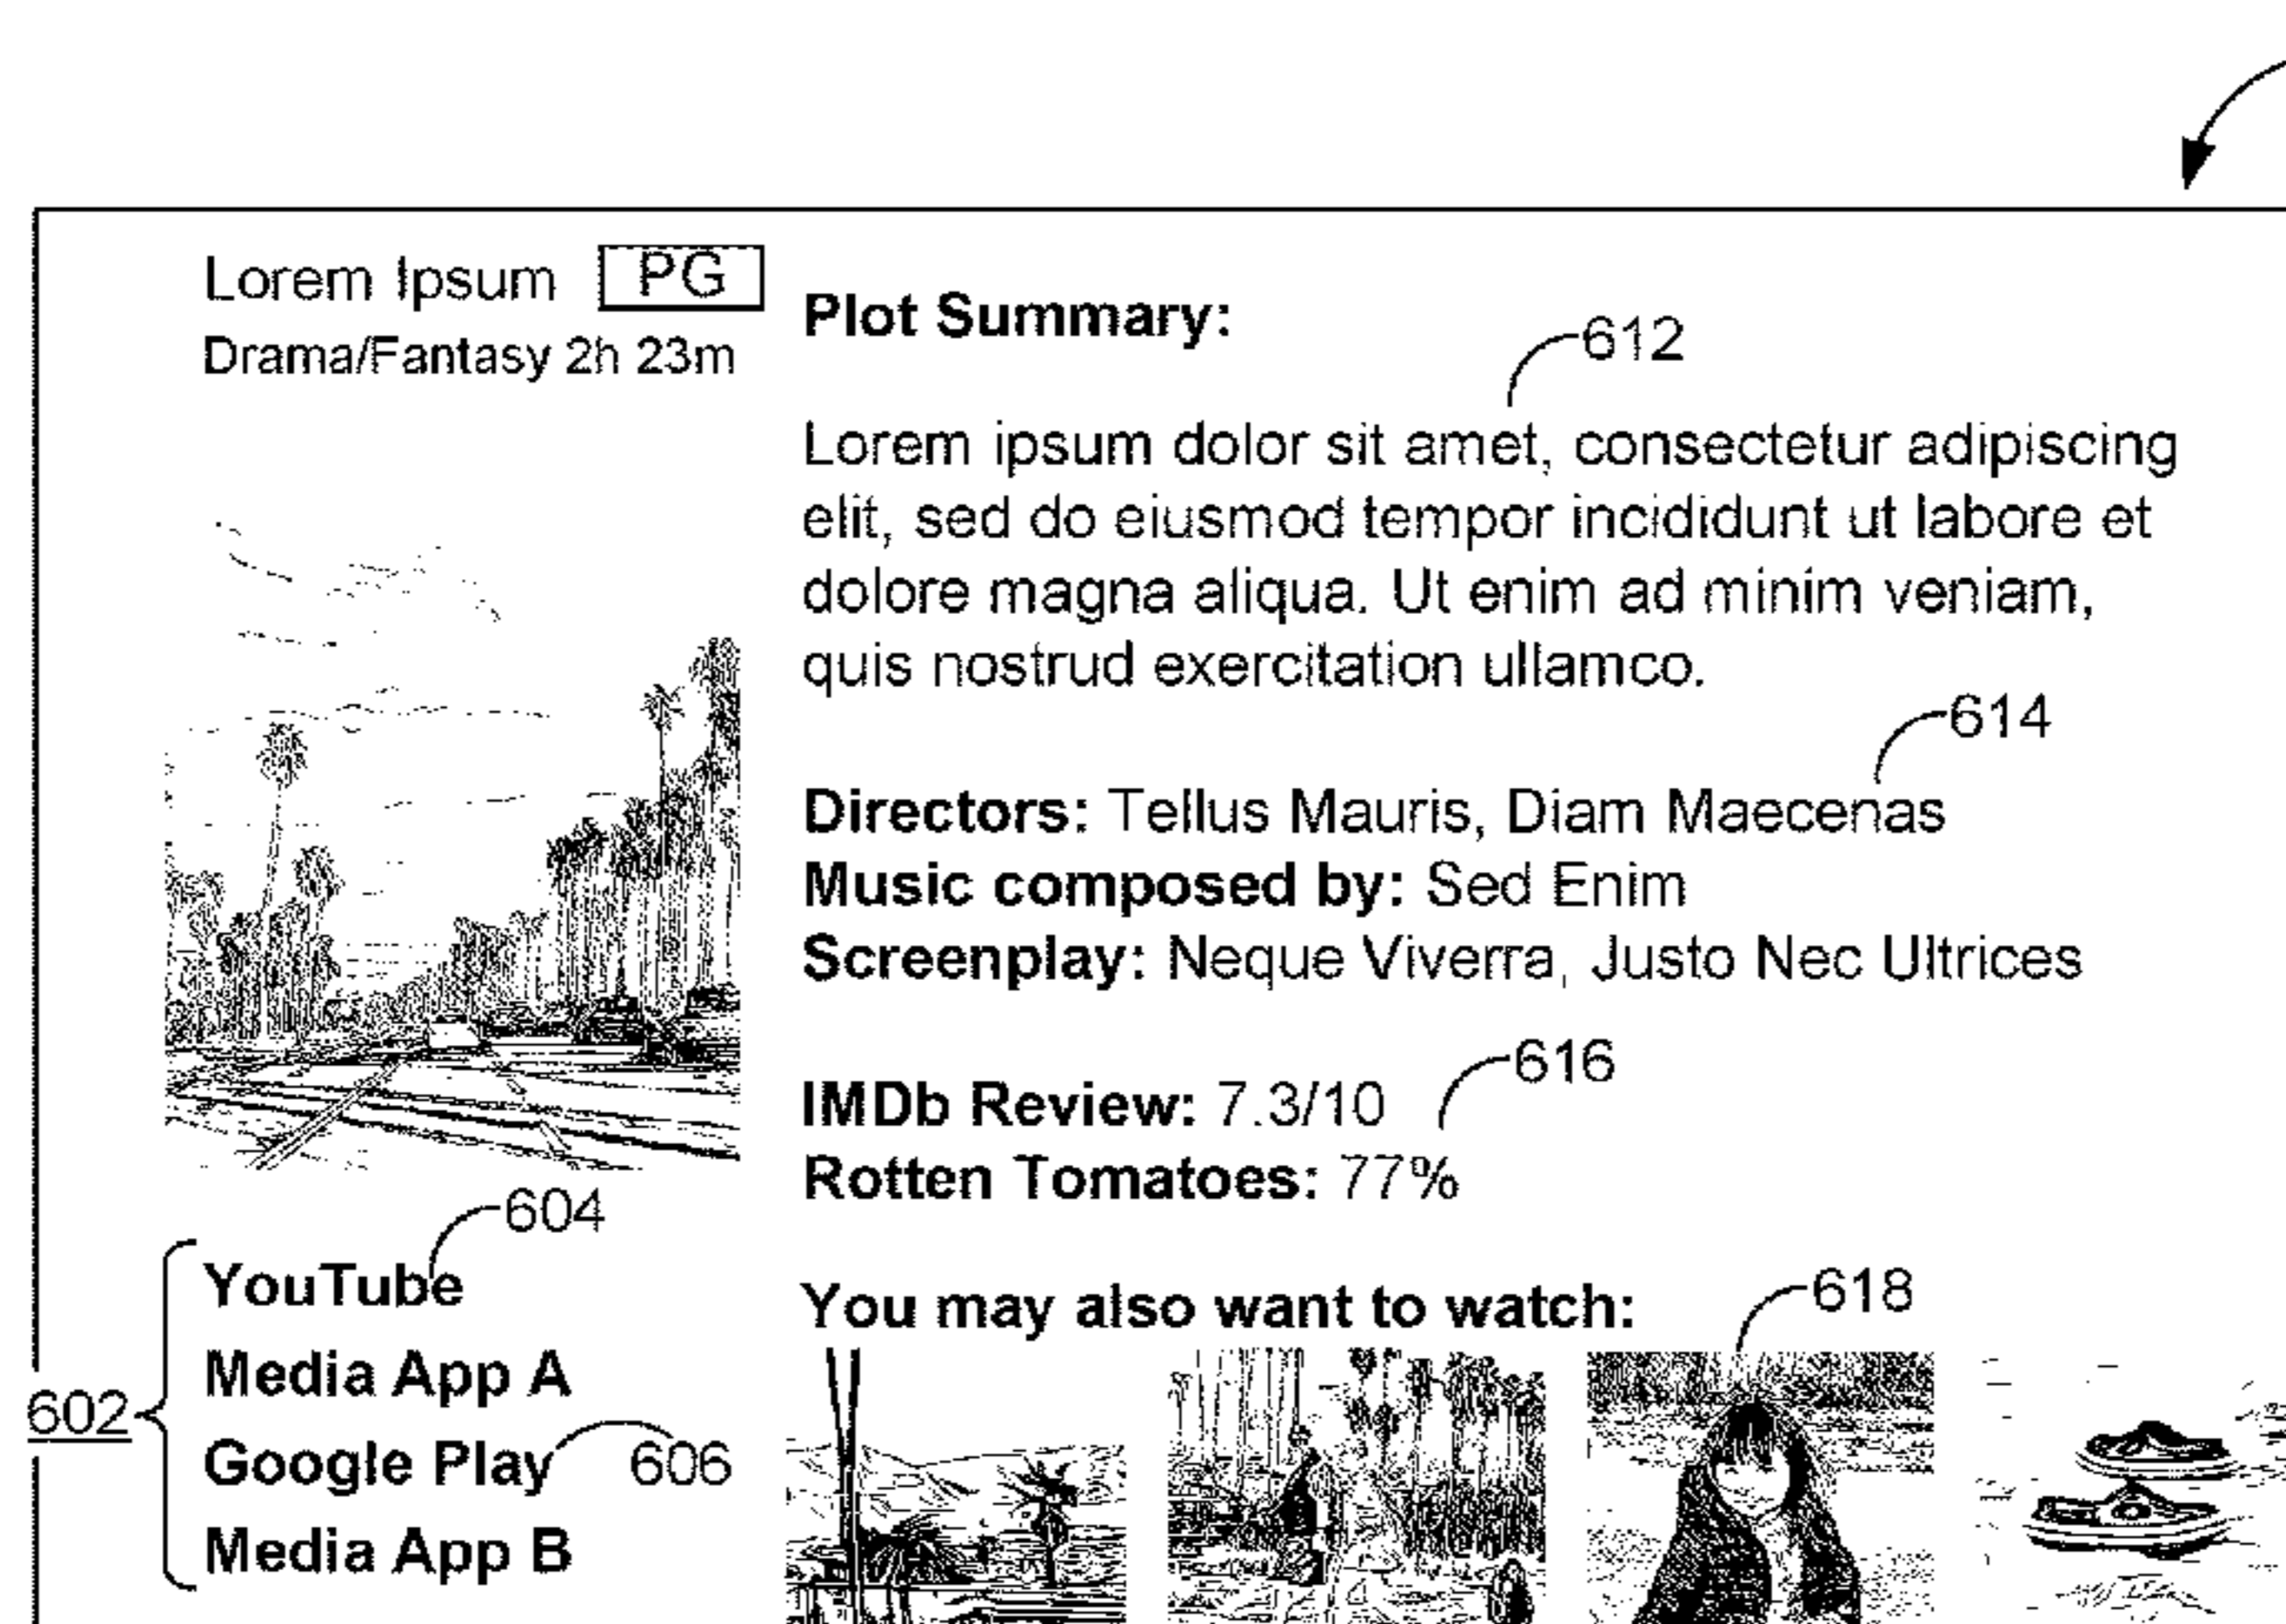 Lorem Ipsum PG
Drama/Fantasy 2h 23m
Plot Summary:
612
Lorem ipsum dolor sit amet, consectetur adipiscing
elit, sed do eiusmod tempor incididunt ut labore et
dolore magna aliqua. Ut enim ad minim veniam,
quis nostrud exercitation ullamco.
614
Directors: Tellus Mauris, Diam Maecenas
Music composed by: Sed Enim
Screenplay: Neque Viverra, Justo Nec Ultrices
616
IMDb Review: 7.3/10
Rotten Tomatoes: 77%
604
YouTube
Media App A
602
Google Play 606
Media App B
You may also want to watch:
618